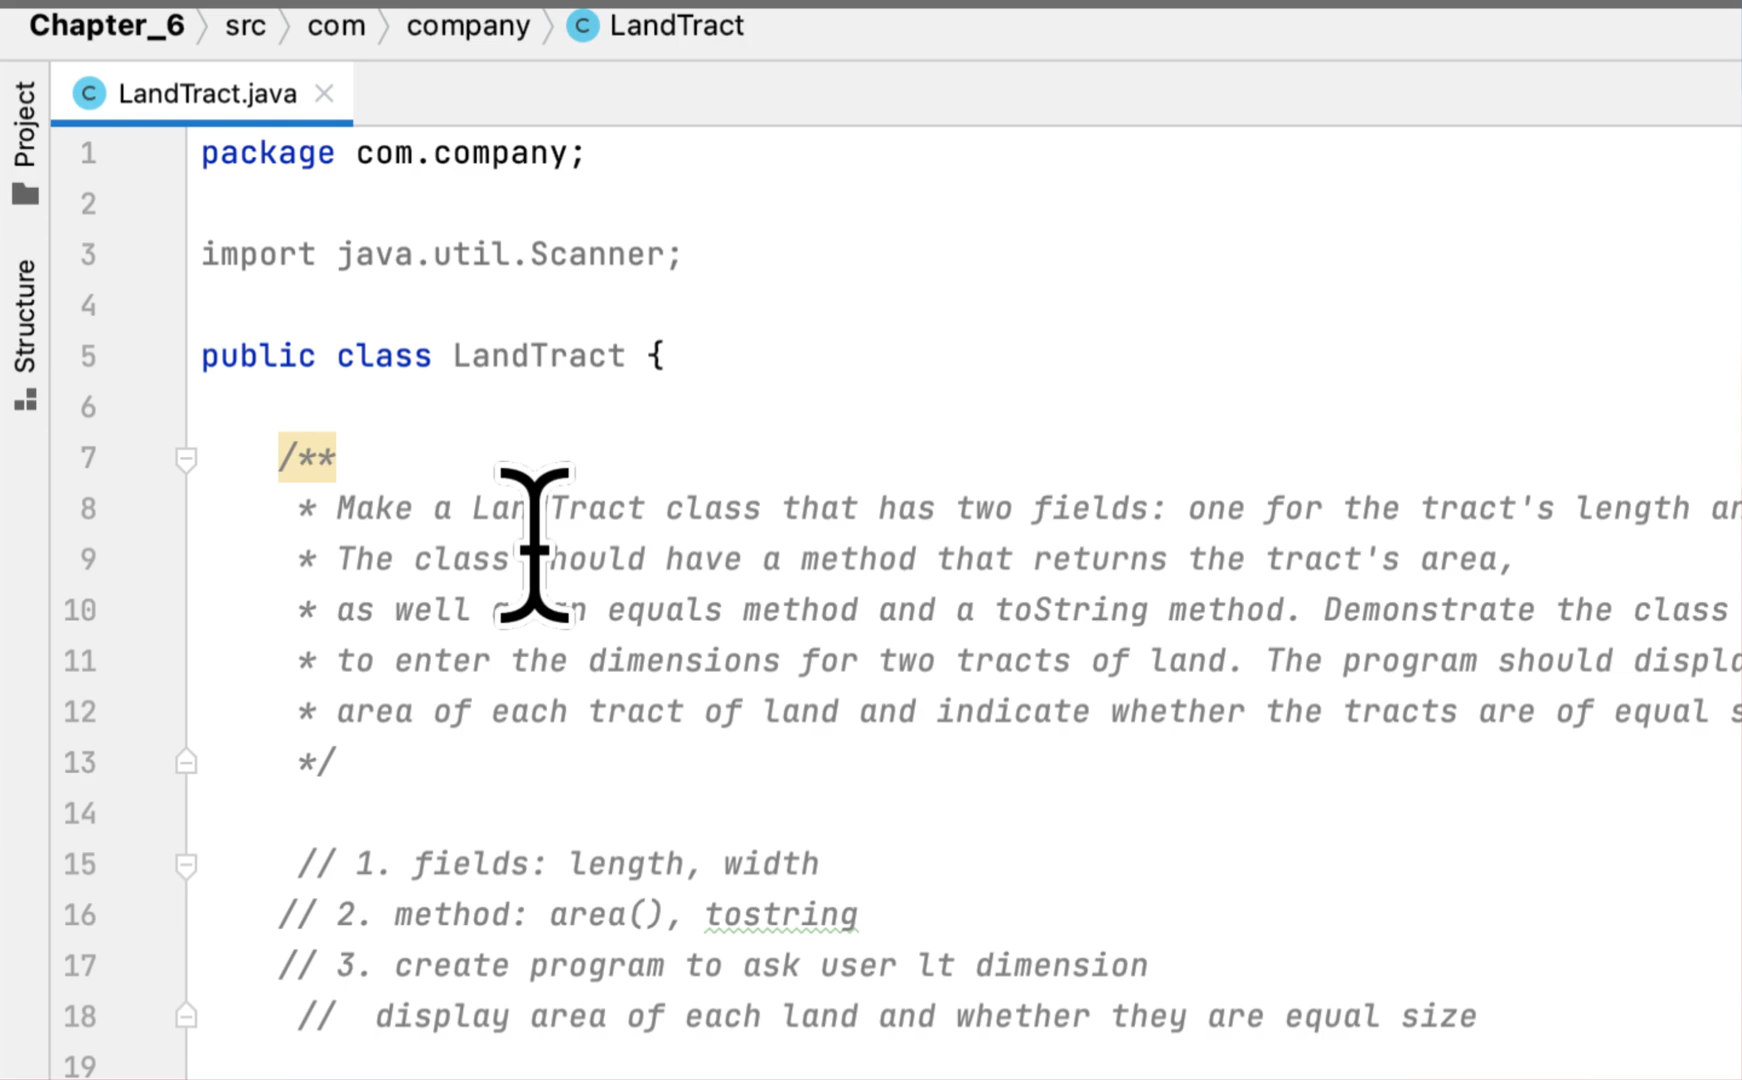 Chapter_6 src com company C LandTract
C LandTract.java
Project
Structure
1 package com.company;
2
3 import java.util.Scanner;
4
5 public class LandTract {
6
7 /**
8 * Make a LandTract class that has two fields: one for the tract's length
9 * The class should have a method that returns the tract's area,
10 * as well equals method and a toString method. Demonstrate the class
11 * to enter the dimensions for two tracts of land. The program should
12 * area of each tract of land and indicate whether the tracts are of equal
13 */
14
15 // 1. fields: length, width
16 // 2. method: area(), tostring
17 // 3. create program to ask user lt dimension
18 // display area of each land and whether they are equal size
19